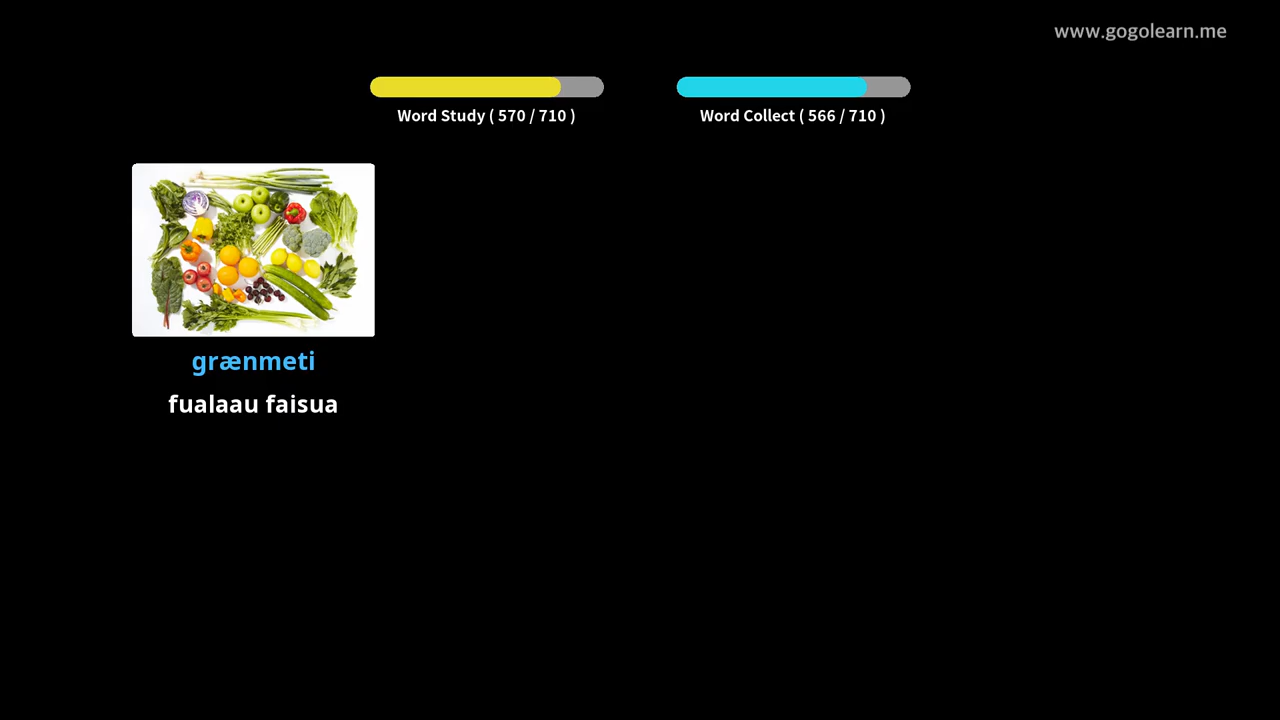 www.gogolearn.me
Word Study ( 570 / 710 )
Word Collect ( 566 / 710 )
grænmeti
fualaau faisua